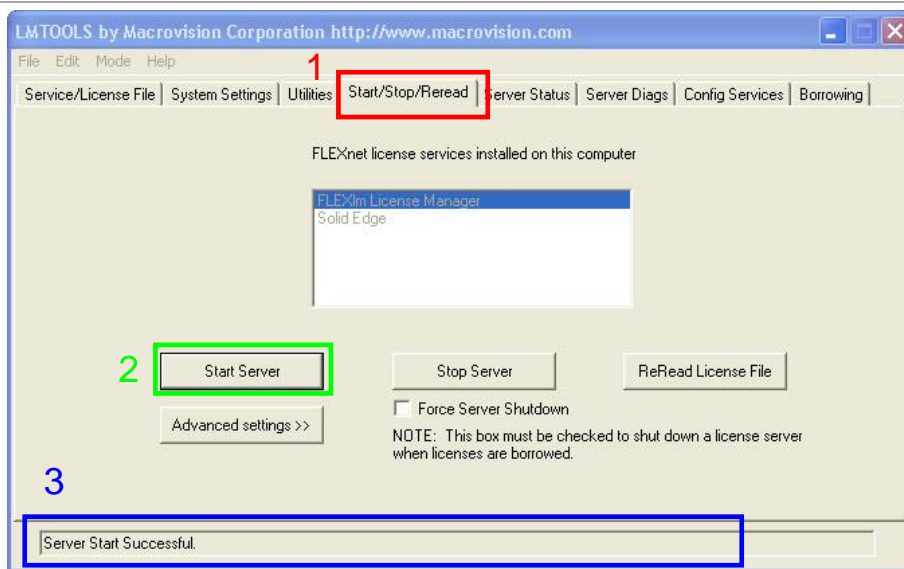 LMTOOLS by Macrovision Corporation http://www.macrovision.com
File Edit Mode Help
1
Service/License File System Settings Utilities Start/Stop/Reread Server Status Server Diags Config Services Borrowing
FLEXnet license services installed on this computer
FLEXlm License Manager
Solid Edge
2
Start Server Stop Server ReRead License File
Force Server Shutdown
Advanced settings >>
NOTE: This box must be checked to shut down a license server
when licenses are borrowed.
3
Server Start Successful.